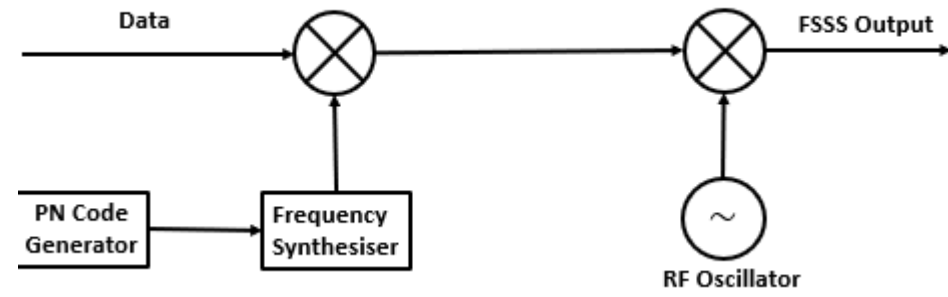 Data
FSSS Output
PN Code
Generator
Frequency
Synthesiser
~
RF Oscillator